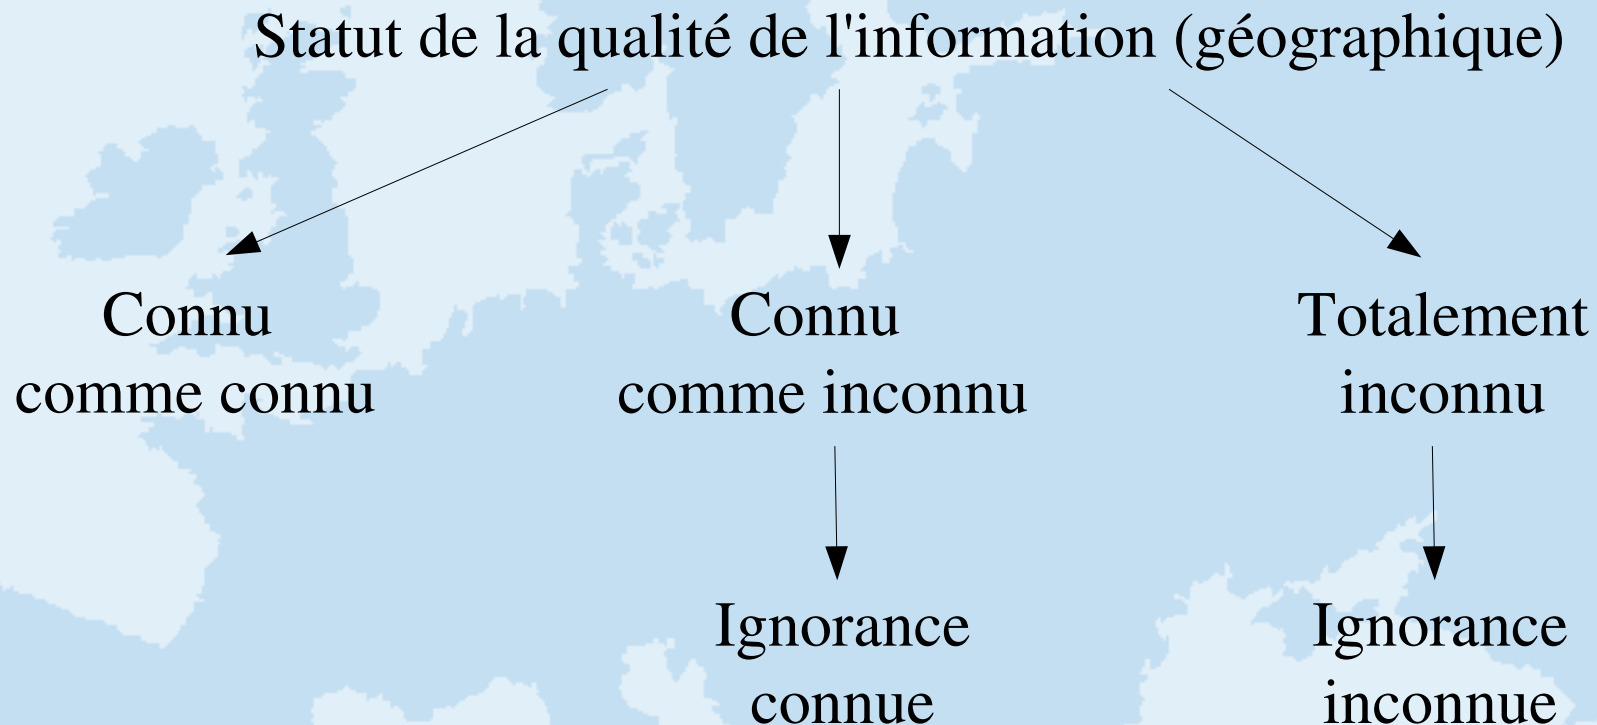 Statut de la qualité de l'information (géographique)
Connu
comme connu
Connu
comme inconnu
Totalement
inconnu
Ignorance
connue
Ignorance
inconnue